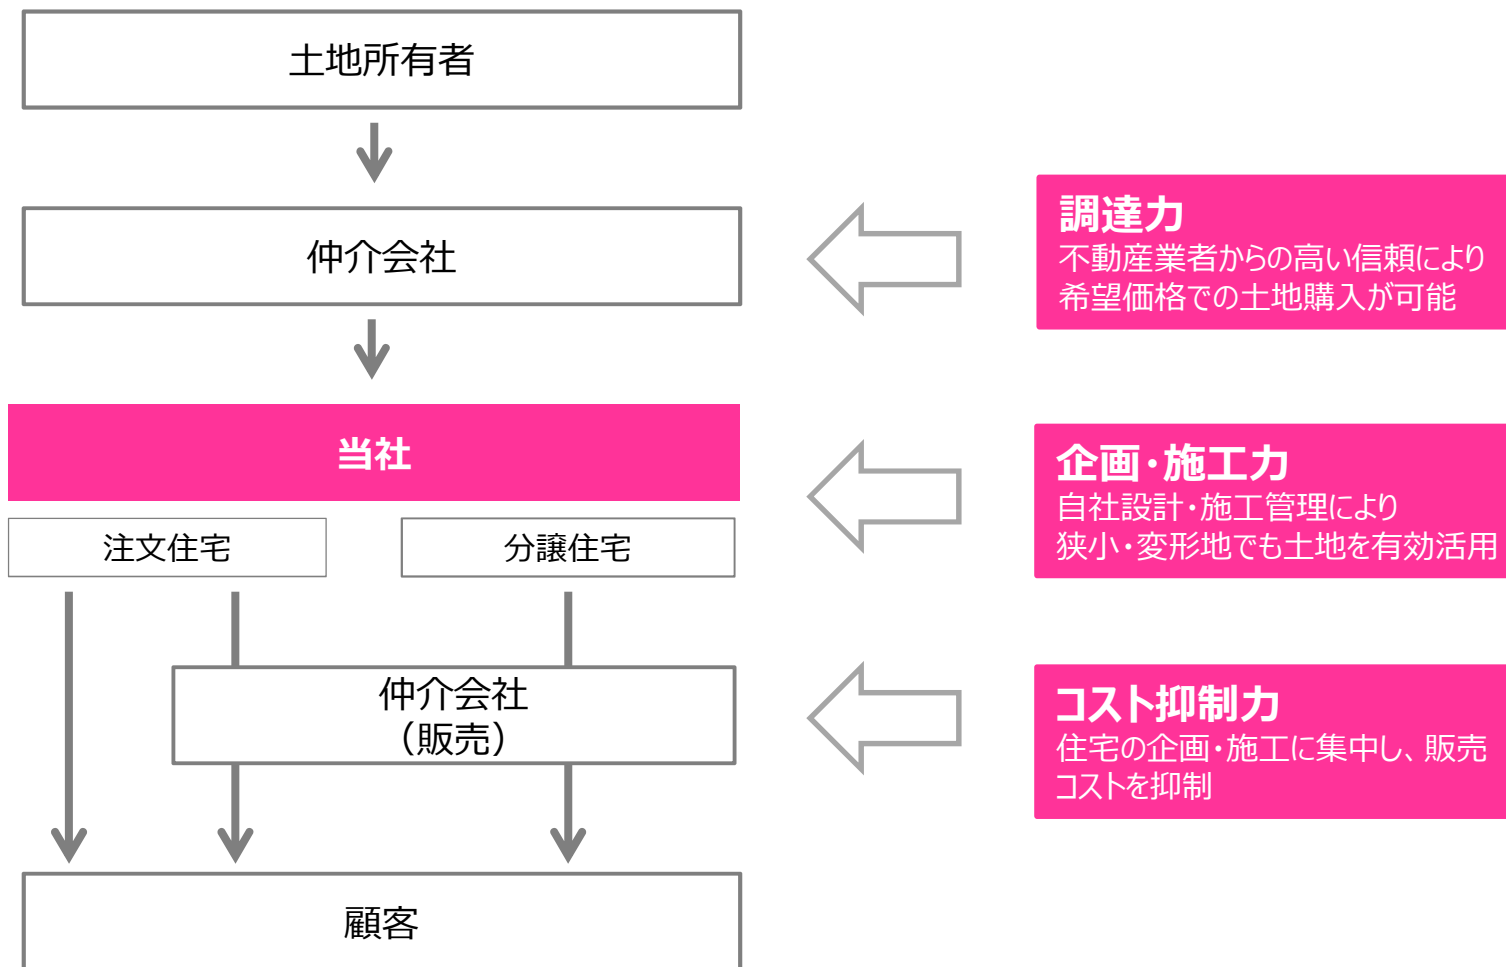 土地所有者
仲介会社
調達力
不動産業者からの高い信頼により
希望価格での土地購入が可能
当社
注文住宅
分譲住宅
企画・施工力
自社設計・施工管理により
狭小・変形地でも土地を有効活用
仲介会社
（販売）
コスト抑制力
住宅の企画・施工に集中し、販売
コストを抑制
顧客